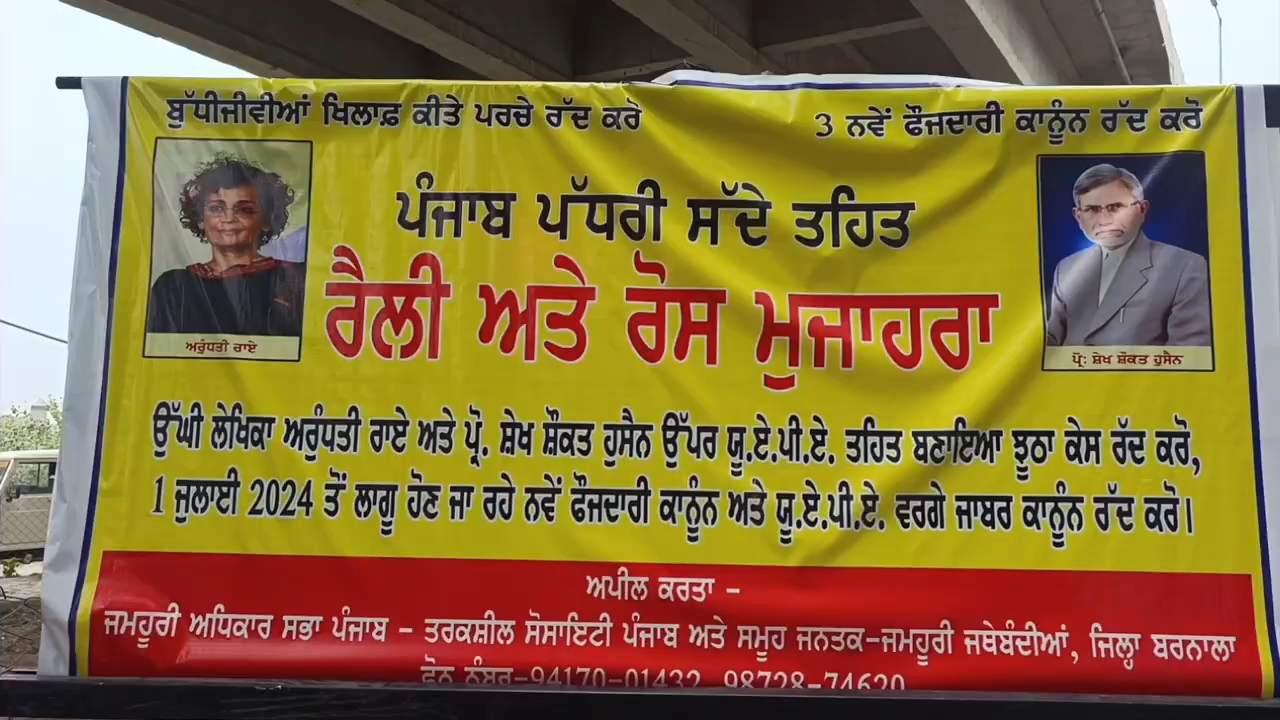 ਬੁੱਧੀਜੀਵੀਆਂ ਖਿਲਾਫ਼ ਕੀਤੇ ਪਰਚੇ ਰੱਦ ਕਰੋ
3 ਨਵੇਂ ਫੌਜਦਾਰੀ ਕਾਨੂੰਨ ਰੱਦ ਕਰੋ
ਪੰਜਾਬ ਪੱਧਰੀ ਸੱਦੇ ਤਹਿਤ
ਰੈਲੀ ਅਤੇ ਰੋਸ ਮੁਜਾਹਰਾ
ਅਰੁੰਧਤੀ ਰਾਏ
ਪ੍ਰੋ: ਸ਼ੇਖ ਸ਼ੌਕਤ ਹੁਸੈਨ
ਉੱਘੀ ਲੇਖਿਕਾ ਅਰੁੰਧਤੀ ਰਾਏ ਅਤੇ ਪ੍ਰੋ. ਸ਼ੇਖ ਸ਼ੌਕਤ ਹੁਸੈਨ ਉੱਪਰ ਯੂ.ਏ.ਪੀ.ਏ. ਤਹਿਤ ਬਣਾਇਆ ਝੂਠਾ ਕੇਸ ਰੱਦ ਕਰੋ,
1 ਜੁਲਾਈ 2024 ਤੋਂ ਲਾਗੂ ਹੋਣ ਜਾ ਰਹੇ ਨਵੇਂ ਫੌਜਦਾਰੀ ਕਾਨੂੰਨ ਅਤੇ ਯੂ.ਏ.ਪੀ.ਏ. ਵਰਗੇ ਜਾਬਰ ਕਾਨੂੰਨ ਰੱਦ ਕਰੋ।
ਅਪੀਲ ਕਰਤਾ –
ਜਮਹੂਰੀ ਅਧਿਕਾਰ ਸਭਾ ਪੰਜਾਬ – ਤਰਕਸ਼ੀਲ ਸੋਸਾਇਟੀ ਪੰਜਾਬ ਅਤੇ ਸਮੂਹ ਜਨਤਕ-ਜਮਹੂਰੀ ਜਥੇਬੰਦੀਆਂ, ਜਿਲ੍ਹਾ ਬਰਨਾਲਾ
ਫੋਨ ਨੰਬਰ-94170-01432, 98728-74620